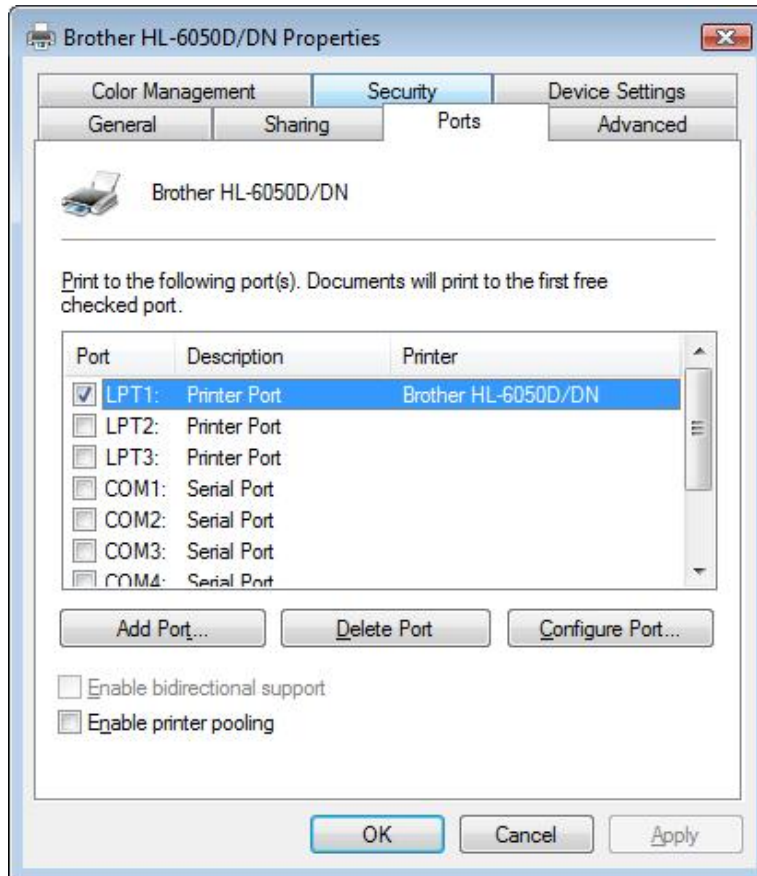 Brother HL-6050D/DN Properties
Color Management Security Device Settings
General Sharing Ports Advanced
Brother HL-6050D/DN
Print to the following port(s). Documents will print to the first free
checked port.
Port Description Printer
LPT1: Printer Port Brother HL-6050D/DN
LPT2: Printer Port
LPT3: Printer Port
COM1: Serial Port
COM2: Serial Port
COM3: Serial Port
COM4: Serial Port
Add Port... Delete Port Configure Port...
Enable bidirectional support
Enable printer pooling
OK Cancel Apply